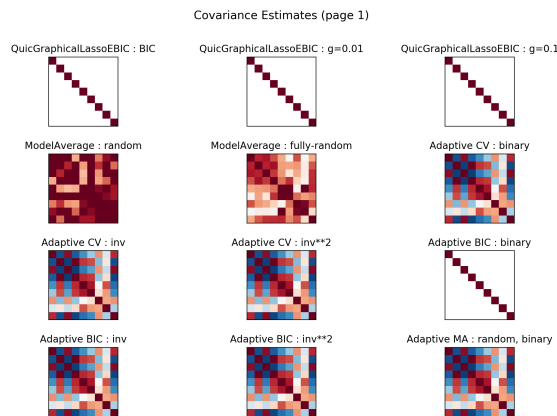 Covariance Estimates (page 1)
QuicGraphicalLassoEBIC : BIC
QuicGraphicalLassoEBIC : g=0.01
QuicGraphicalLassoEBIC : g=0.1
ModelAverage : random
ModelAverage : fully-random
Adaptive CV : binary
Adaptive CV : inv
Adaptive CV : inv**2
Adaptive BIC : binary
Adaptive BIC : inv
Adaptive BIC : inv**2
Adaptive MA : random, binary